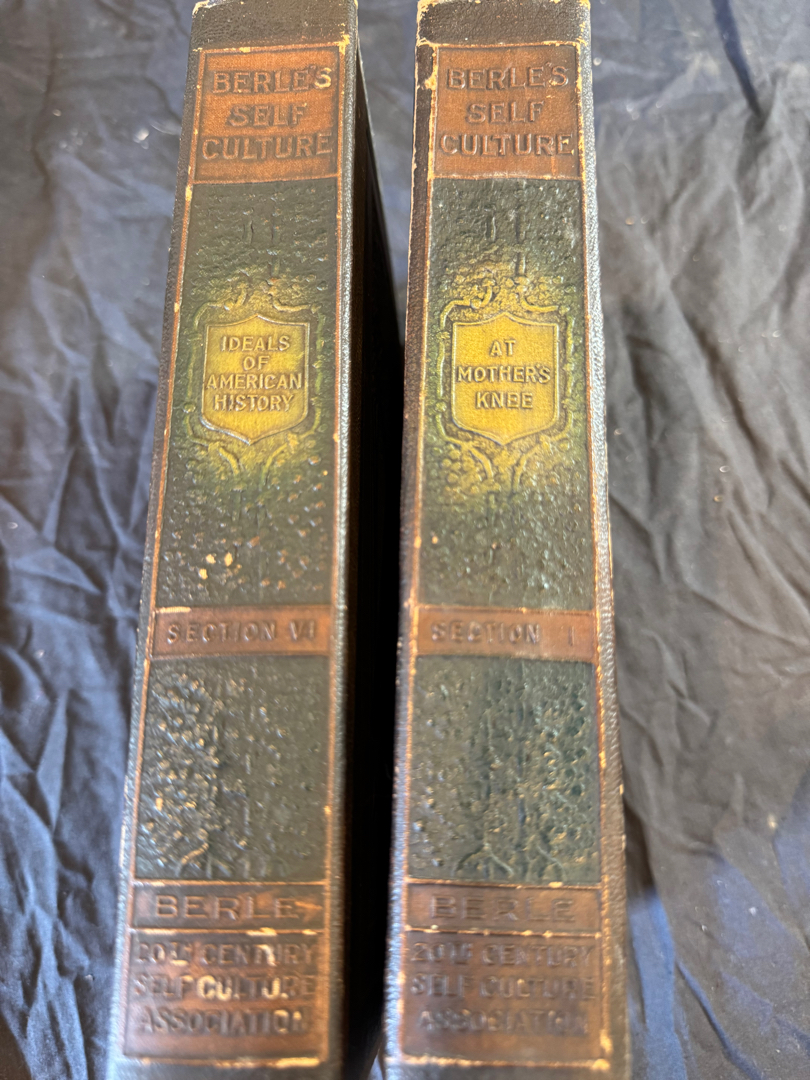 BERLE'S
SELF
CULTURE
IDEALS
OF
AMERICAN
HISTORY
SECTION VI
BERLE
20TH CENTURY
SELF CULTURE
ASSOCIATION
BERLE'S
SELF
CULTURE
AT
MOTHER'S
KNEE
SECTION I
BERLE
20TH CENTURY
SELF CULTURE
ASSOCIATION